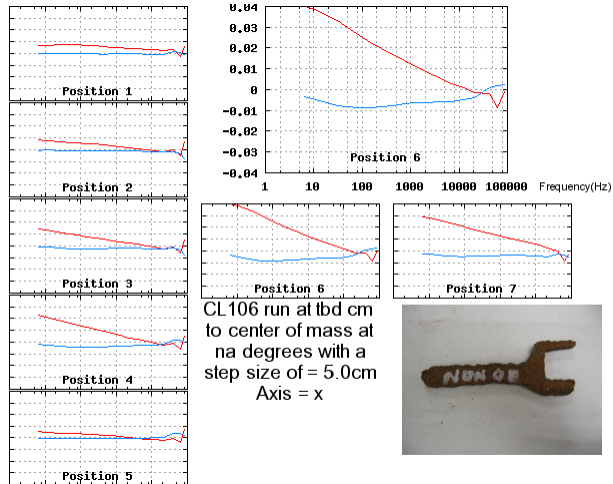 0.04
0.03
0.02
0.01
0
-0.01
-0.02
-0.03
-0.04
Position 6
1 10 100 1000 10000 100000 Frequency(Hz)
Position 1
Position 2
Position 3
Position 4
Position 5
Position 6
Position 7
CL106 run at tbd cm
to center of mass at
na degrees with a
step size of = 5.0cm
Axis = x